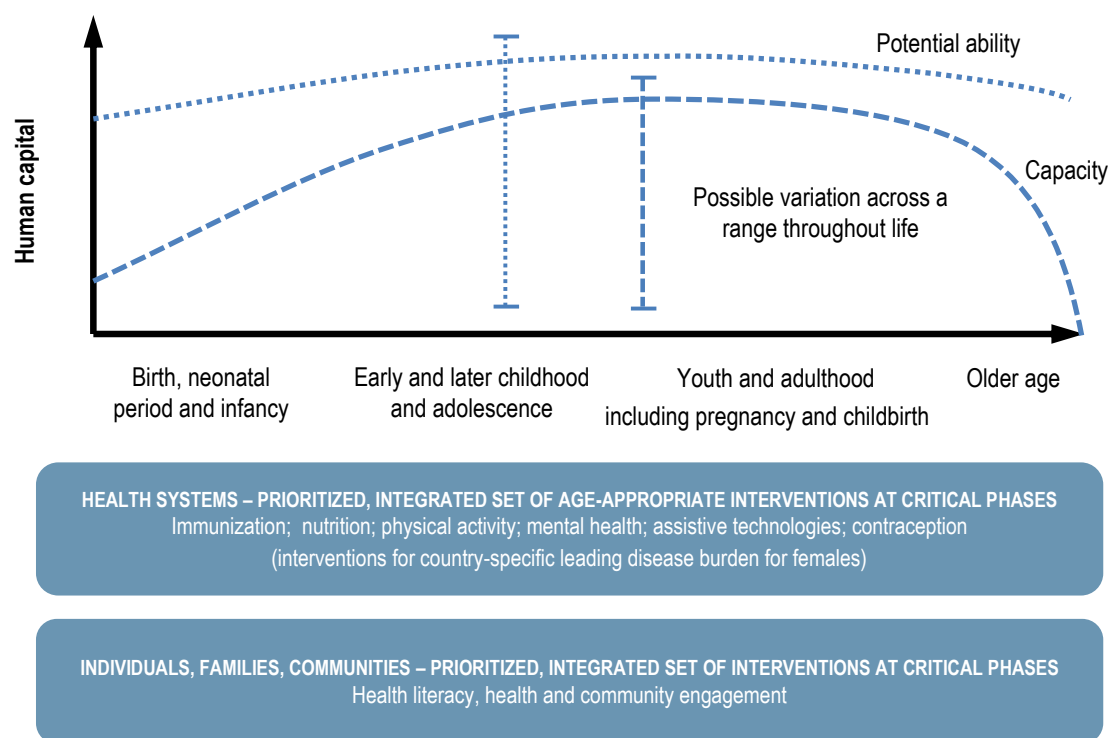 Potential ability
Human capital
Capacity
Possible variation across a
range throughout life
Birth, neonatal
period and infancy
Early and later childhood
and adolescence
Youth and adulthood
including pregnancy and childbirth
Older age
HEALTH SYSTEMS – PRIORITIZED, INTEGRATED SET OF AGE-APPROPRIATE INTERVENTIONS AT CRITICAL PHASES
Immunization; nutrition; physical activity; mental health; assistive technologies; contraception
(interventions for country-specific leading disease burden for females)
INDIVIDUALS, FAMILIES, COMMUNITIES – PRIORITIZED, INTEGRATED SET OF INTERVENTIONS AT CRITICAL PHASES
Health literacy, health and community engagement